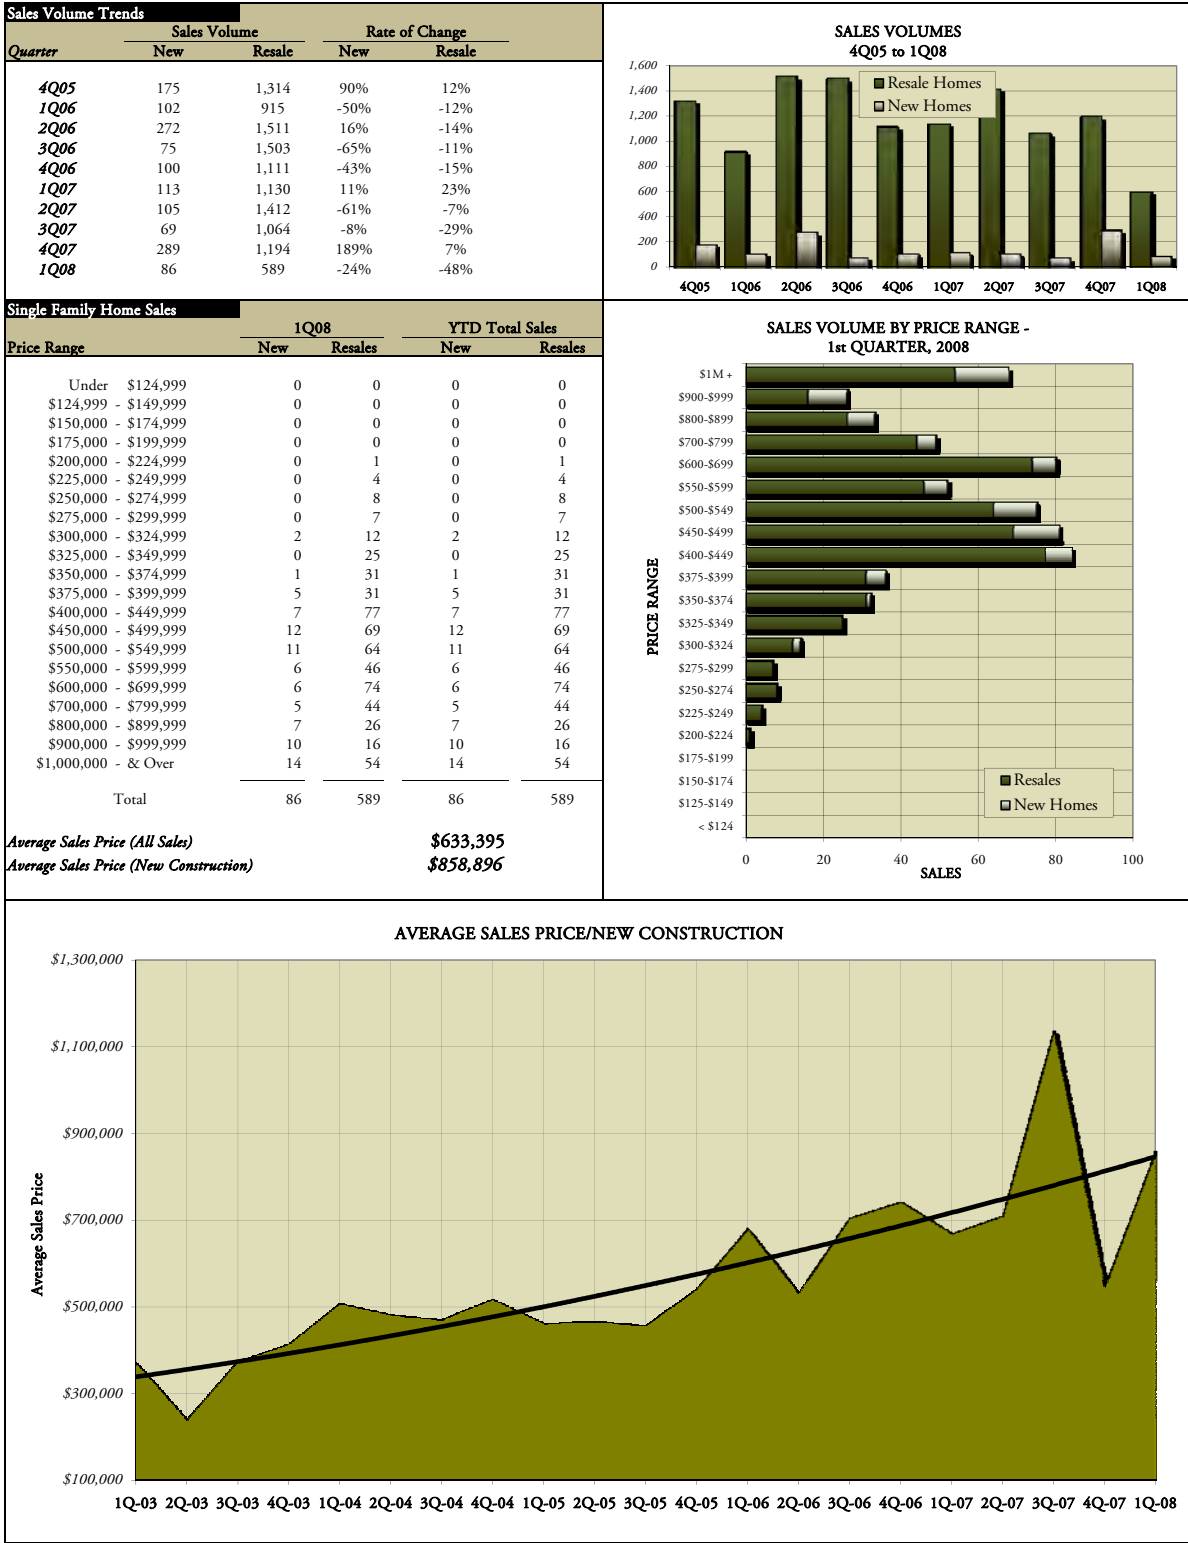 Sales Volume Trends
Sales Volume Rate of Change
Quarter New Resale New Resale
4Q05 175 1,314 90% 12%
1Q06 102 915 -50% -12%
2Q06 272 1,511 16% -14%
3Q06 75 1,503 -65% -11%
4Q06 100 1,111 -43% -15%
1Q07 113 1,130 11% 23%
2Q07 105 1,412 -61% -7%
3Q07 69 1,064 -8% -29%
4Q07 289 1,194 189% 7%
1Q08 86 589 -24% -48%
SALES VOLUMES
4Q05 to 1Q08
1,600
1,400
1,200
1,000
800
600
400
200
0
Resale Homes
New Homes
4Q05 1Q06 2Q06 3Q06 4Q06 1Q07 2Q07 3Q07 4Q07 1Q08
Single Family Home Sales
1Q08 YTD Total Sales
Price Range New Resales New Resales
Under $124,999 0 0 0 0
$124,999 - $149,999 0 0 0 0
$150,000 - $174,999 0 0 0 0
$175,000 - $199,999 0 0 0 0
$200,000 - $224,999 0 1 0 1
$225,000 - $249,999 0 4 0 4
$250,000 - $274,999 0 8 0 8
$275,000 - $299,999 0 7 0 7
$300,000 - $324,999 2 12 2 12
$325,000 - $349,999 0 25 0 25
$350,000 - $374,999 1 31 1 31
$375,000 - $399,999 5 31 5 31
$400,000 - $449,999 7 77 7 77
$450,000 - $499,999 12 69 12 69
$500,000 - $549,999 11 64 11 64
$550,000 - $599,999 6 46 6 46
$600,000 - $699,999 6 74 6 74
$700,000 - $799,999 5 44 5 44
$800,000 - $899,999 7 26 7 26
$900,000 - $999,999 10 16 10 16
$1,000,000 - & Over 14 54 14 54
Total 86 589 86 589
Average Sales Price (All Sales) $633,395
Average Sales Price (New Construction) $858,896
SALES VOLUME BY PRICE RANGE -
1st QUARTER, 2008
PRICE RANGE
$1M +
$900-$999
$800-$899
$700-$799
$600-$699
$550-$599
$500-$549
$450-$499
$400-$449
$375-$399
$350-$374
$325-$349
$300-$324
$275-$299
$250-$274
$225-$249
$200-$224
$175-$199
$150-$174
$125-$149
< $124
Resales
New Homes
0 20 40 60 80 100
SALES
AVERAGE SALES PRICE/NEW CONSTRUCTION
Average Sales Price
$1,300,000
$1,100,000
$900,000
$700,000
$500,000
$300,000
$100,000
1Q-03 2Q-03 3Q-03 4Q-03 1Q-04 2Q-04 3Q-04 4Q-04 1Q-05 2Q-05 3Q-05 4Q-05 1Q-06 2Q-06 3Q-06 4Q-06 1Q-07 2Q-07 3Q-07 4Q-07 1Q-08